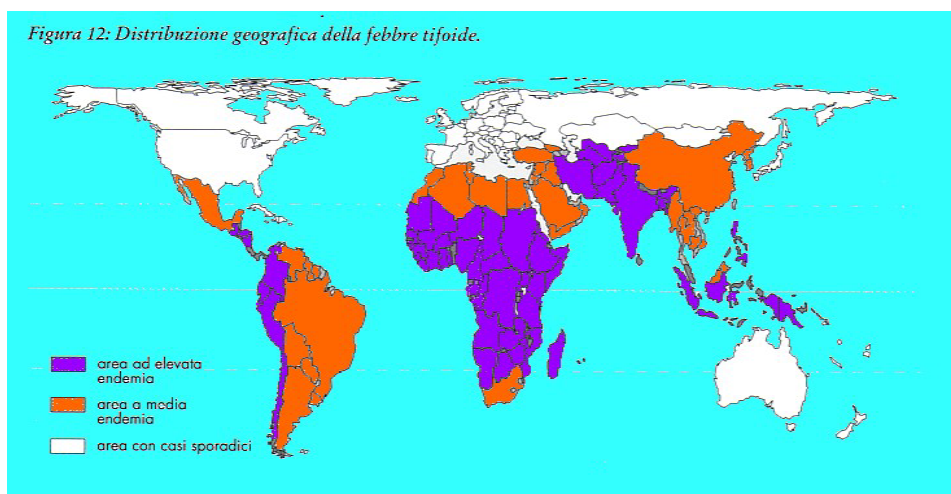 Figura 12: Distribuzione geografica della febbre tifoide.
area ad elevata
endemia
area a media
endemia
area con casi sporadici